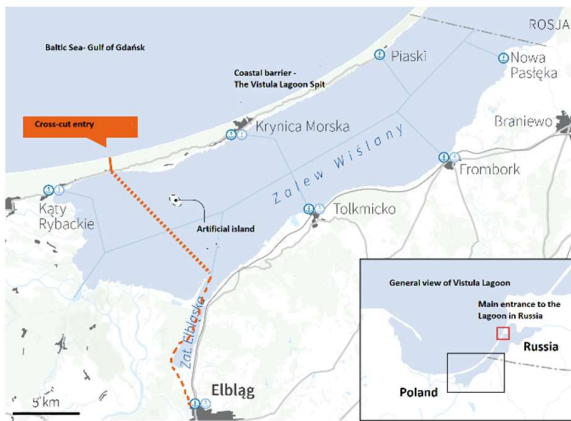 ROSJA
Baltic Sea- Gulf of Gdańsk
Piaski
Nowa
Pasłęka
Coastal barrier -
The Vistula Lagoon Spit
Cross-cut entry
Krynica Morska
Braniewo
Zalew Wiślany
Frombork
Kąty
Rybackie
Artificial island
Tolkmicko
General view of Vistula Lagoon
Main entrance to the
Lagoon in Russia
Zat. Elbląska
Russia
Poland
Elbląg
5 km